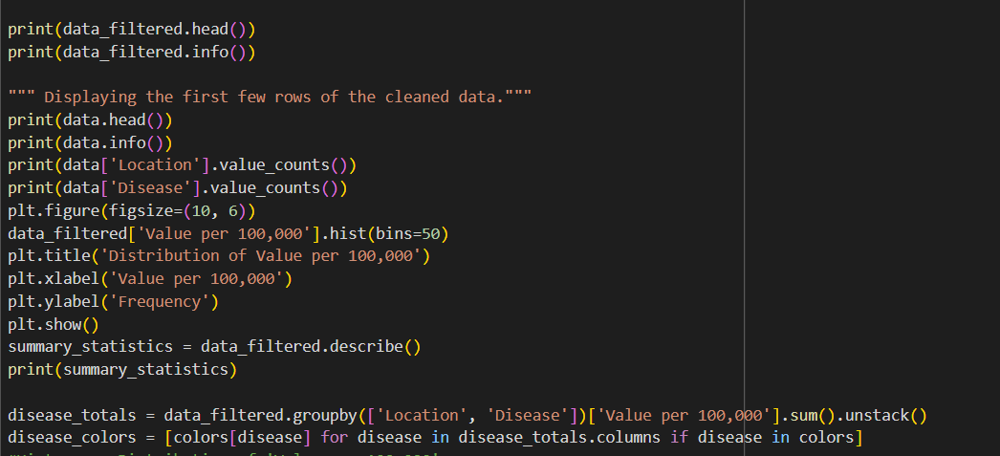 print(data_filtered.head())
print(data_filtered.info())
""" Displaying the first few rows of the cleaned data."""
print(data.head())
print(data.info())
print(data['Location'].value_counts())
print(data['Disease'].value_counts())
plt.figure(figsize=(10, 6))
data_filtered['Value per 100,000'].hist(bins=50)
plt.title('Distribution of Value per 100,000')
plt.xlabel('Value per 100,000')
plt.ylabel('Frequency')
plt.show()
summary_statistics = data_filtered.describe()
print(summary_statistics)
disease_totals = data_filtered.groupby(['Location', 'Disease'])['Value per 100,000'].sum().unstack()
disease_colors = [colors[disease] for disease in disease_totals.columns if disease in colors]